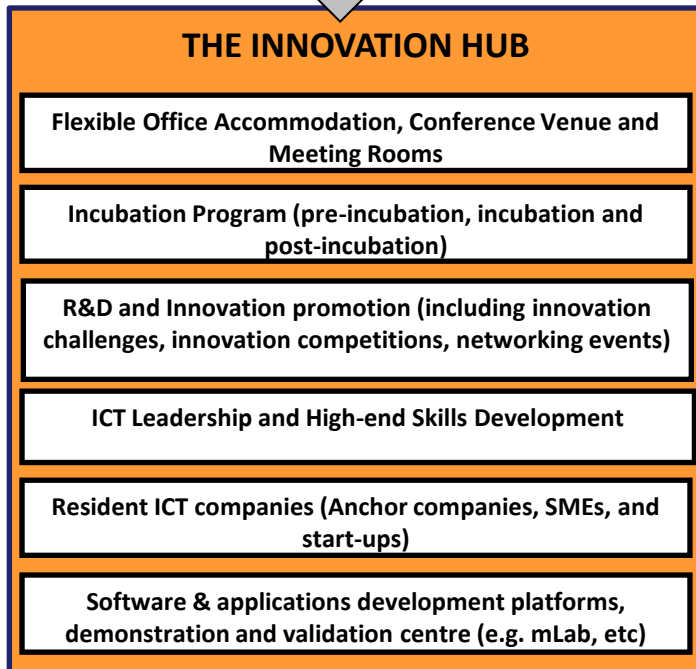 THE INNOVATION HUB
Flexible Office Accommodation, Conference Venue and
Meeting Rooms
Incubation Program (pre-incubation, incubation and
post-incubation)
R&D and Innovation promotion (including innovation
challenges, innovation competitions, networking events)
ICT Leadership and High-end Skills Development
Resident ICT companies (Anchor companies, SMEs, and
start-ups)
Software & applications development platforms,
demonstration and validation centre (e.g. mLab, etc)